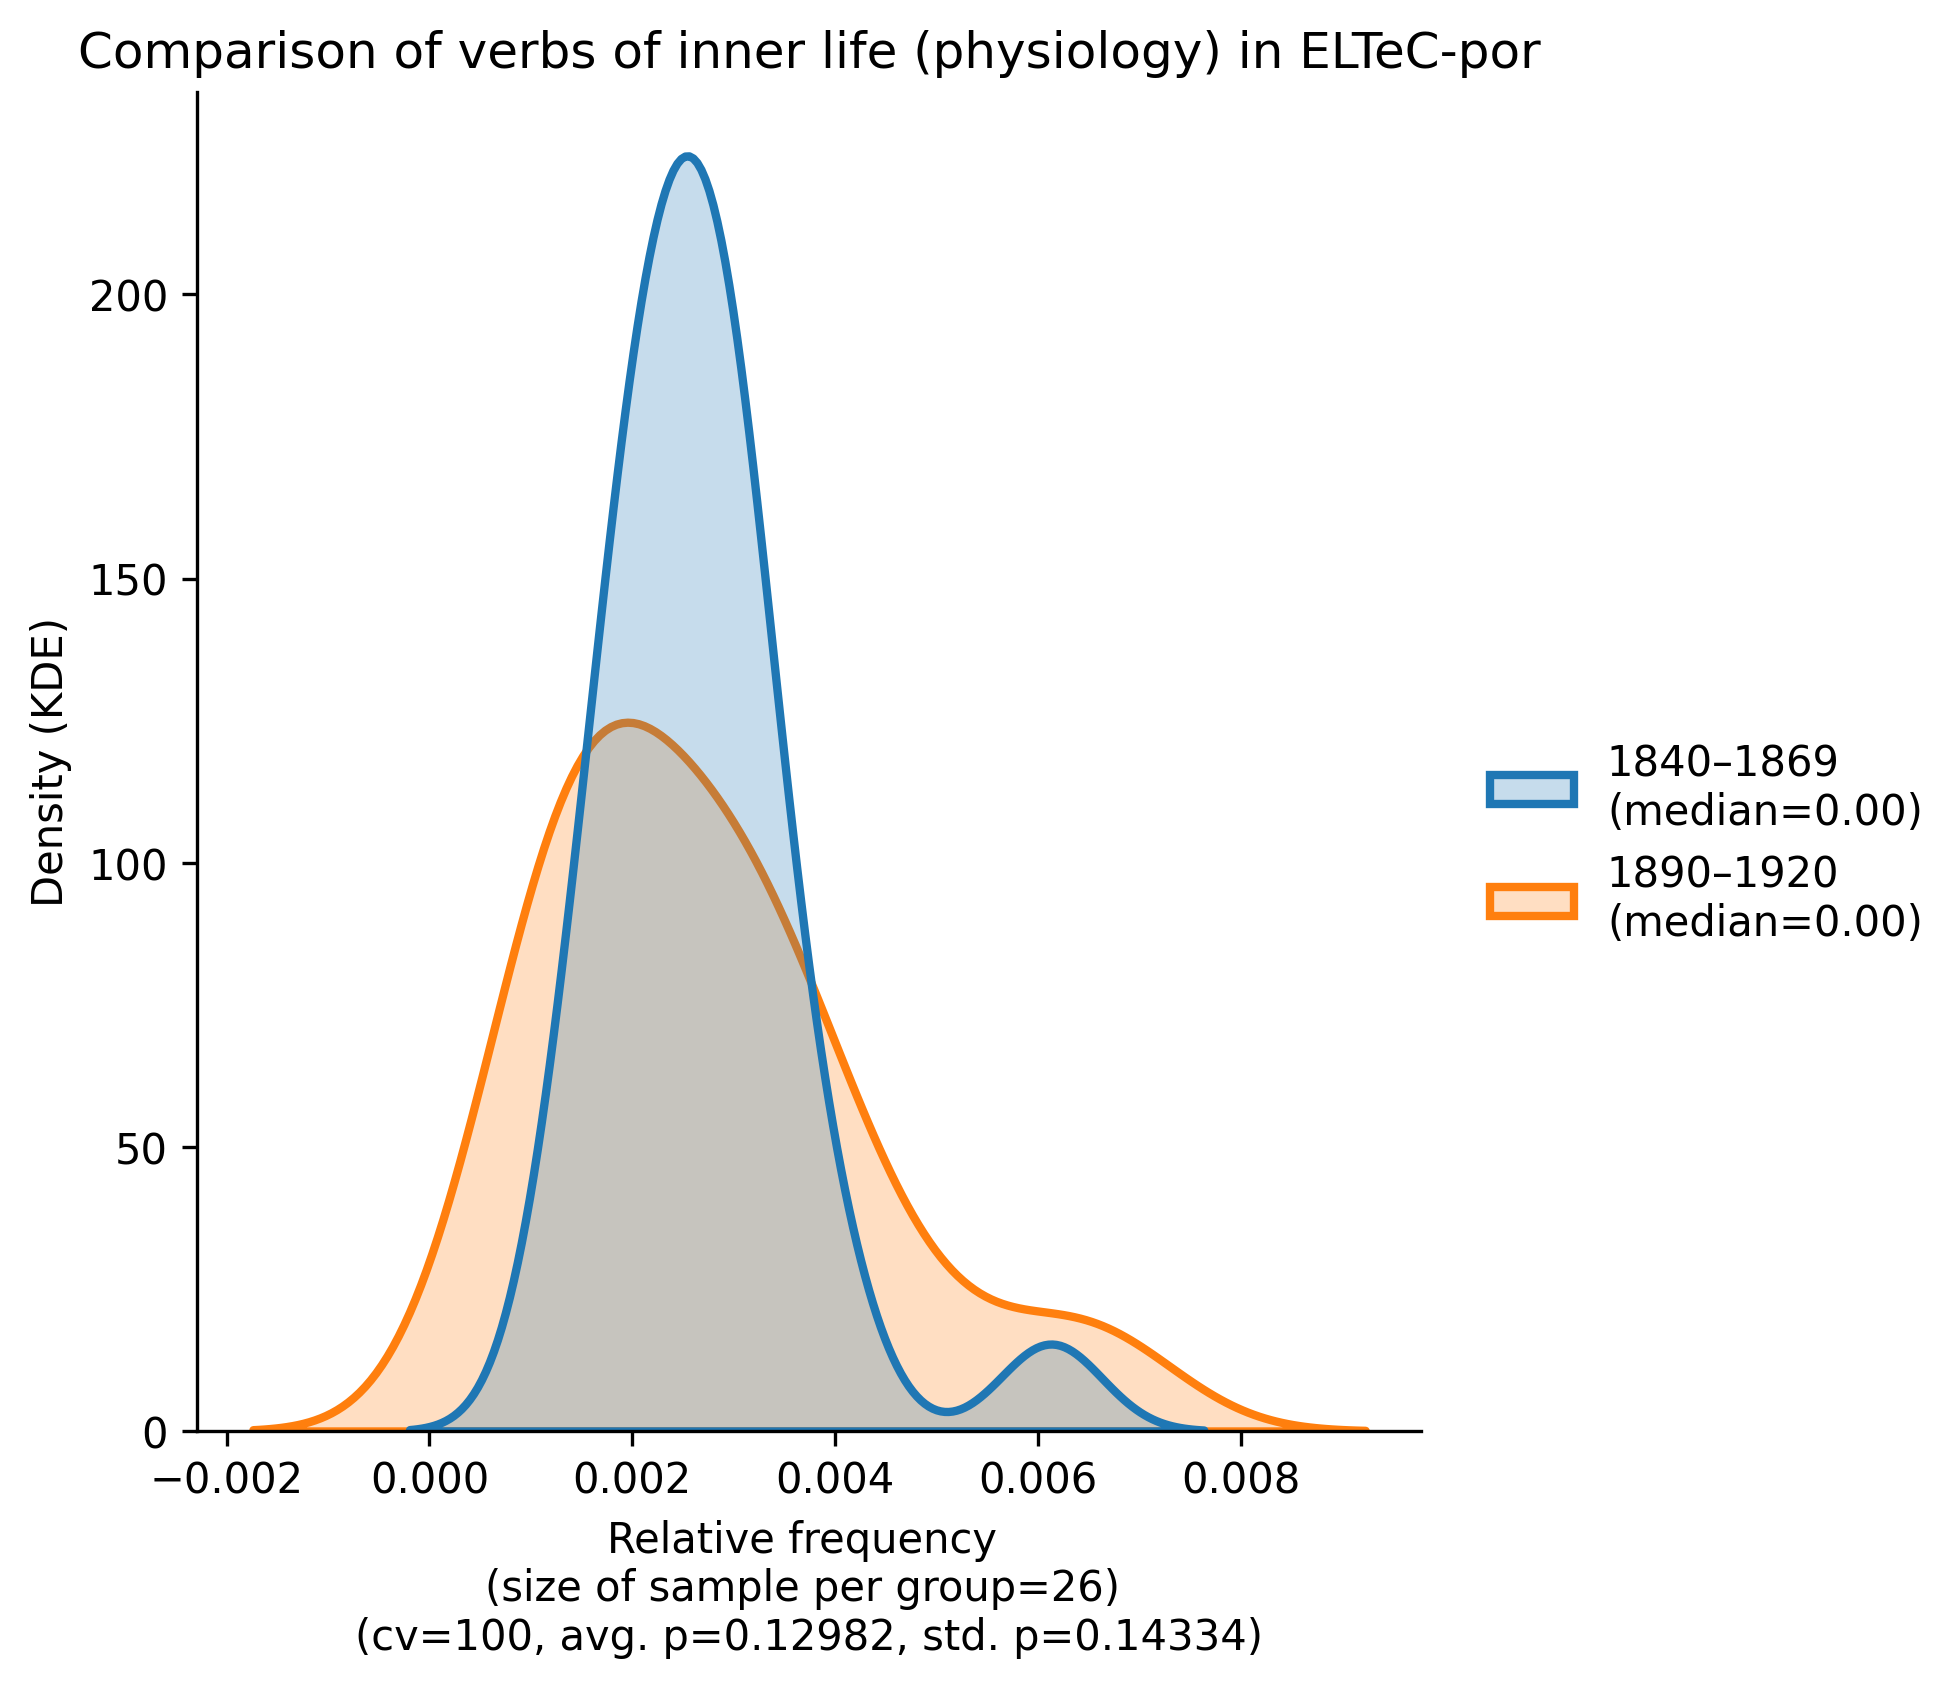 Comparison of verbs of inner life (physiology) in ELTeC-por
Density (KDE)
200
150
100
50
0
−0.002
0.000
0.002
0.004
0.006
0.008
Relative frequency
(size of sample per group=26)
(cv=100, avg. p=0.12982, std. p=0.14334)
1840–1869
(median=0.00)
1890–1920
(median=0.00)